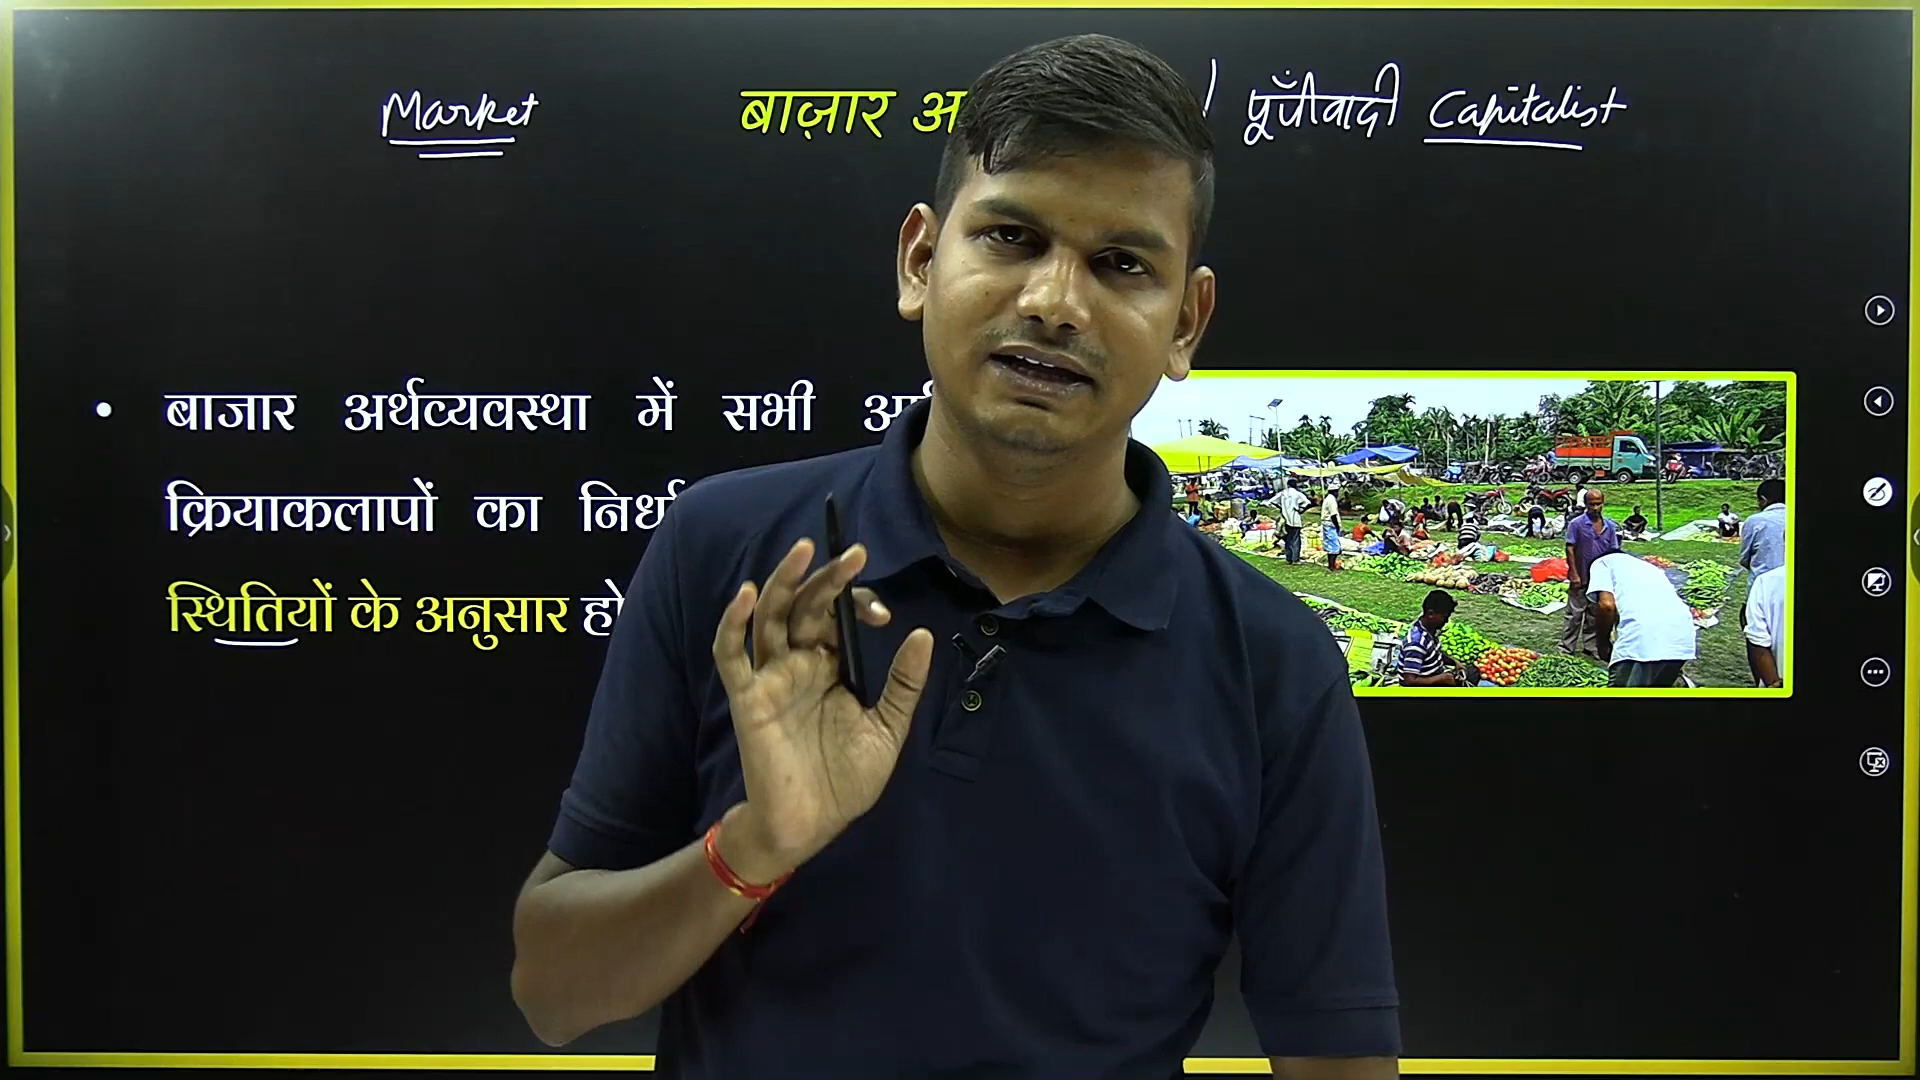 Market बाज़ार / पूँजीवादी Capitalist
बाजार अर्थव्यवस्था में सभी
क्रियाकलापों का
स्थितियों के अनुसार